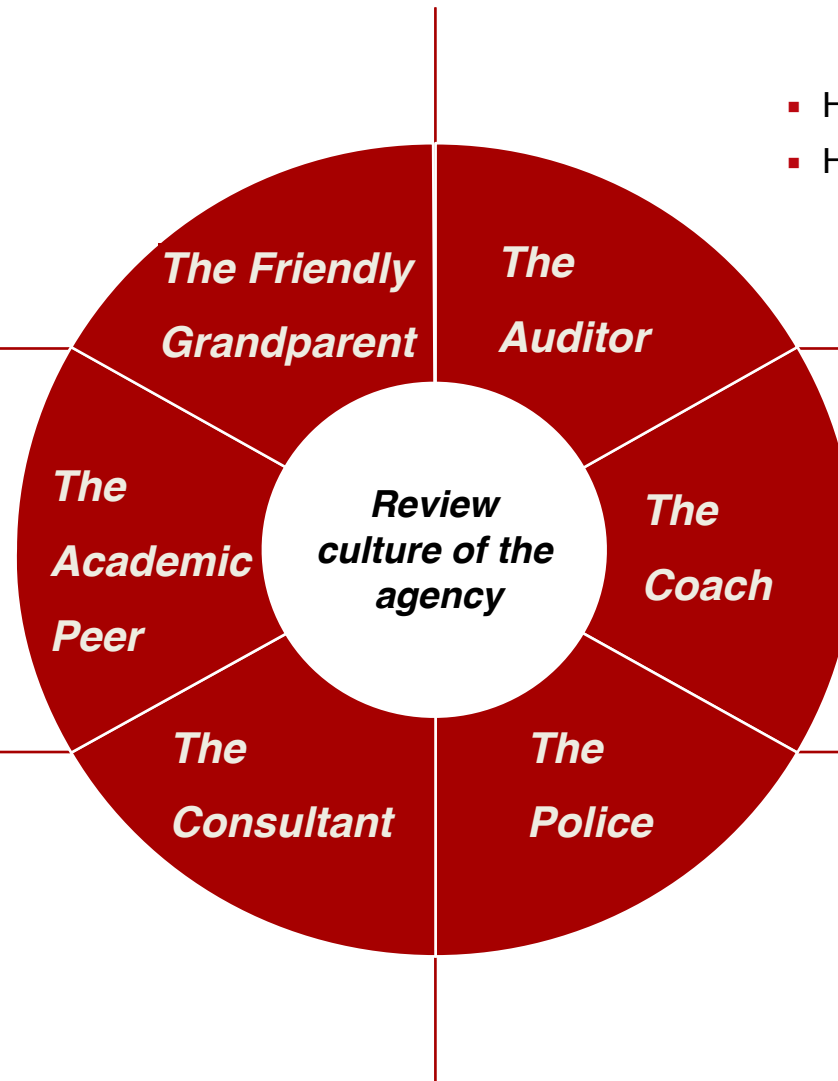 ▪ H
▪ H
The Friendly
Grandparent
The
Auditor
The
Academic
Peer
Review
culture of the
agency
The
Coach
The
Consultant
The
Police